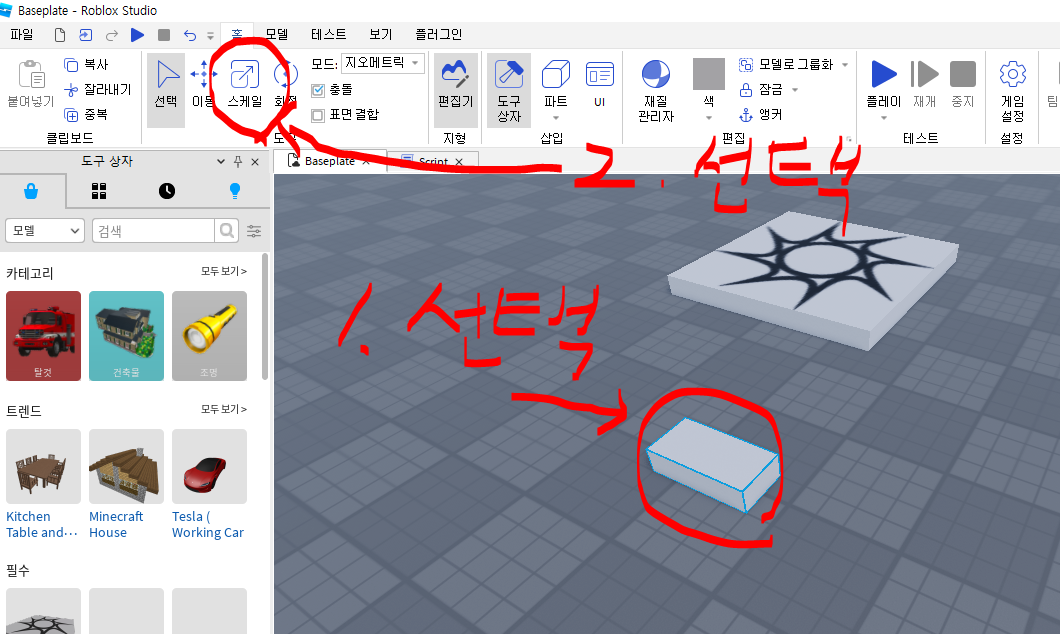 Baseplate - Roblox Studio
파일 홈 모델 테스트 보기 플러그인
붙여넣기 복사 잘라내기 중복 클립보드
선택 이동 스케일 회전 모드: 지오메트릭 충돌 표면 결합 도구
편집기 지형
도구 상자 파트 UI 삽입
재질 관리자 색 모델로 그룹화 잠금 앵커 편집
플레이 재개 중지 테스트
게임 설정 설정
팀
도구 상자
Baseplate Script
모델 검색
카테고리 모두 보기 >
탈것 건축물 조명
트렌드 모두 보기 >
Kitchen Table and···
Minecraft House
Tesla ( Working Car
필수
2. 선택
1. 선택